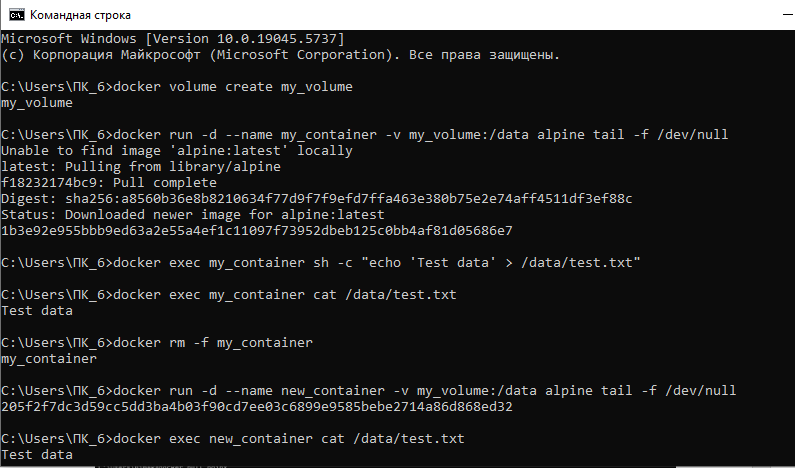 Командная строка
Microsoft Windows [Version 10.0.19045.5737]
(c) Корпорация Майкрософт (Microsoft Corporation). Все права защищены.
C:\Users\ПК_6>docker volume create my_volume
my_volume
C:\Users\ПК_6>docker run -d --name my_container -v my_volume:/data alpine tail -f /dev/null
Unable to find image 'alpine:latest' locally
latest: Pulling from library/alpine
f18232174bc9: Pull complete
Digest: sha256:a8560b36e8b8210634f77d9f7f9efd7ffa463e380b75e2e74aff4511df3ef88c
Status: Downloaded newer image for alpine:latest
1b3e92e955bbb9ed63a2e55a4ef1c11097f73952dbeb125c0bb4af81d05686e7
C:\Users\ПК_6>docker exec my_container sh -c "echo 'Test data' > /data/test.txt"
C:\Users\ПК_6>docker exec my_container cat /data/test.txt
Test data
C:\Users\ПК_6>docker rm -f my_container
my_container
C:\Users\ПК_6>docker run -d --name new_container -v my_volume:/data alpine tail -f /dev/null
205f2f7dc3d59cc5dd3ba4b03f90cd7ee03c6899e9585bebe2714a86d868ed32
C:\Users\ПК_6>docker exec new_container cat /data/test.txt
Test data